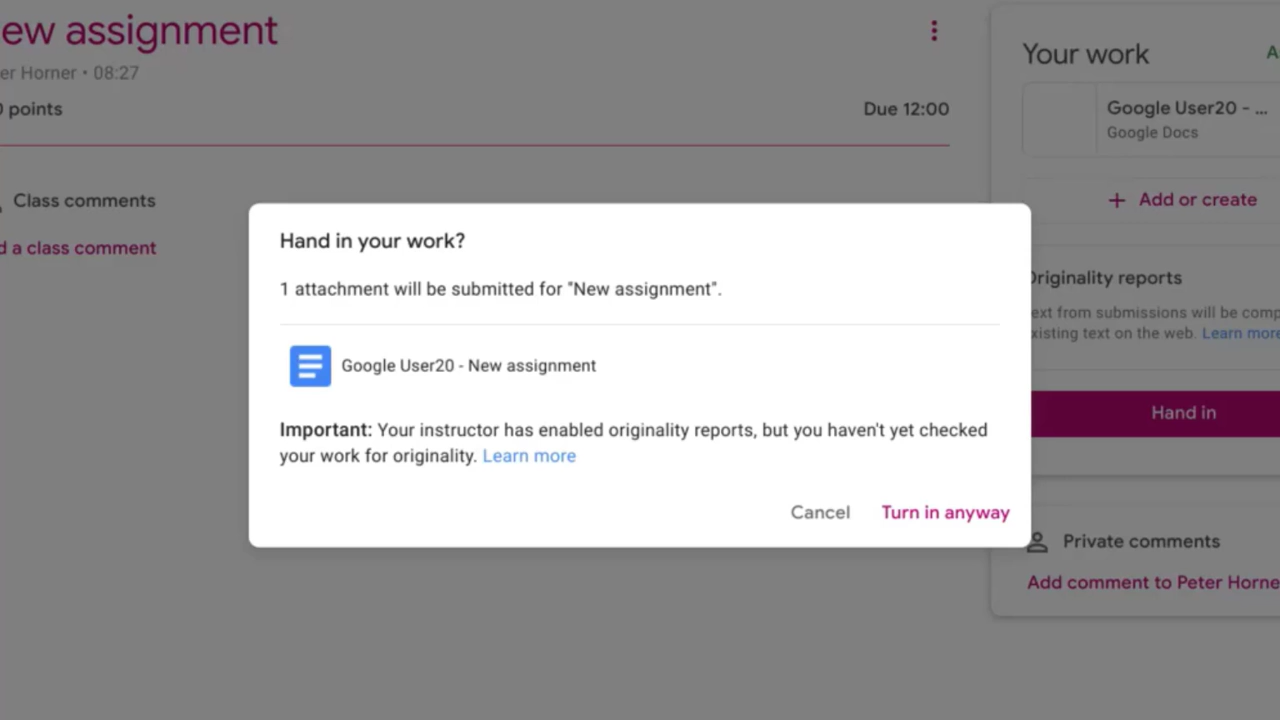 ew assignment
er Horner • 08:27
points
Due 12:00
Class comments
a class comment
Your work
Google User20 - ...
Google Docs
+ Add or create
Originality reports
ext from submissions will be comp
xisting text on the web. Learn more
Hand in
Private comments
Add comment to Peter Horne
Hand in your work?
1 attachment will be submitted for "New assignment".
Google User20 - New assignment
Important: Your instructor has enabled originality reports, but you haven't yet checked
your work for originality. Learn more
Cancel
Turn in anyway